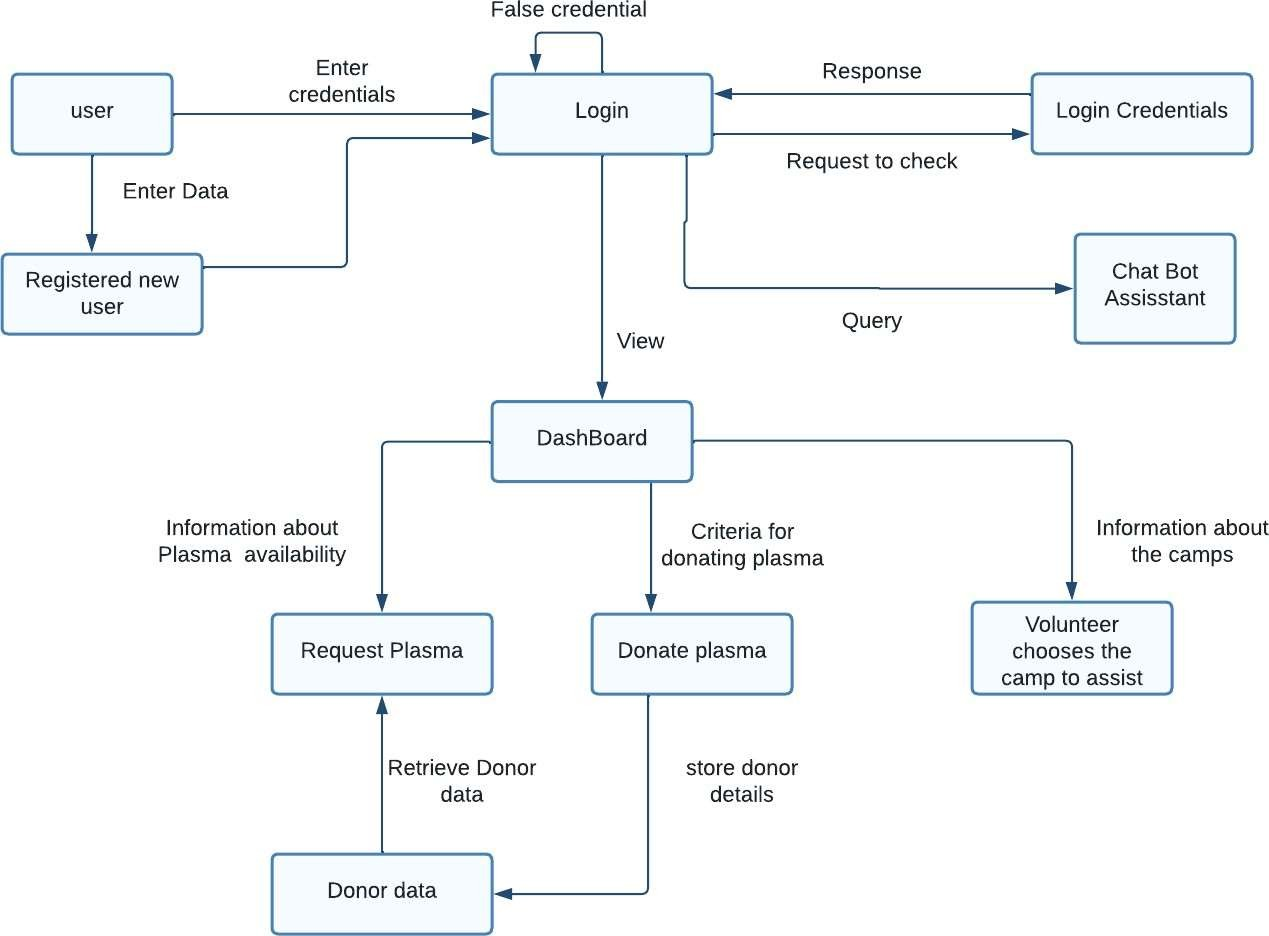 False credential
Enter
credentials
Response
user
Login
Login Credentials
Request to check
Enter Data
Registered new
user
Chat Bot
Assisstant
Query
View
DashBoard
Information about
Plasma  availability
Criteria for
donating plasma
Information about
the camps
Request Plasma
Donate plasma
Volunteer
chooses the
camp to assist
Retrieve Donor
data
store donor
details
Donor data